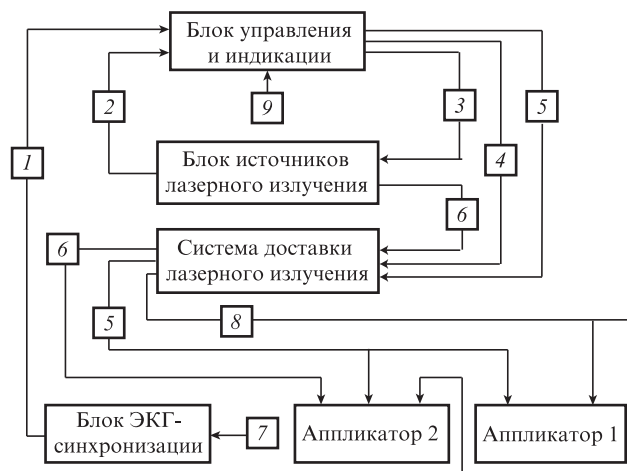 Блок управления
и индикации
2
9
3
5
1
4
Блок источников
лазерного излучения
6
6
Система доставки
лазерного излучения
5
8
Блок ЭКГ-
синхронизации
7
Аппликатор 2
Аппликатор 1